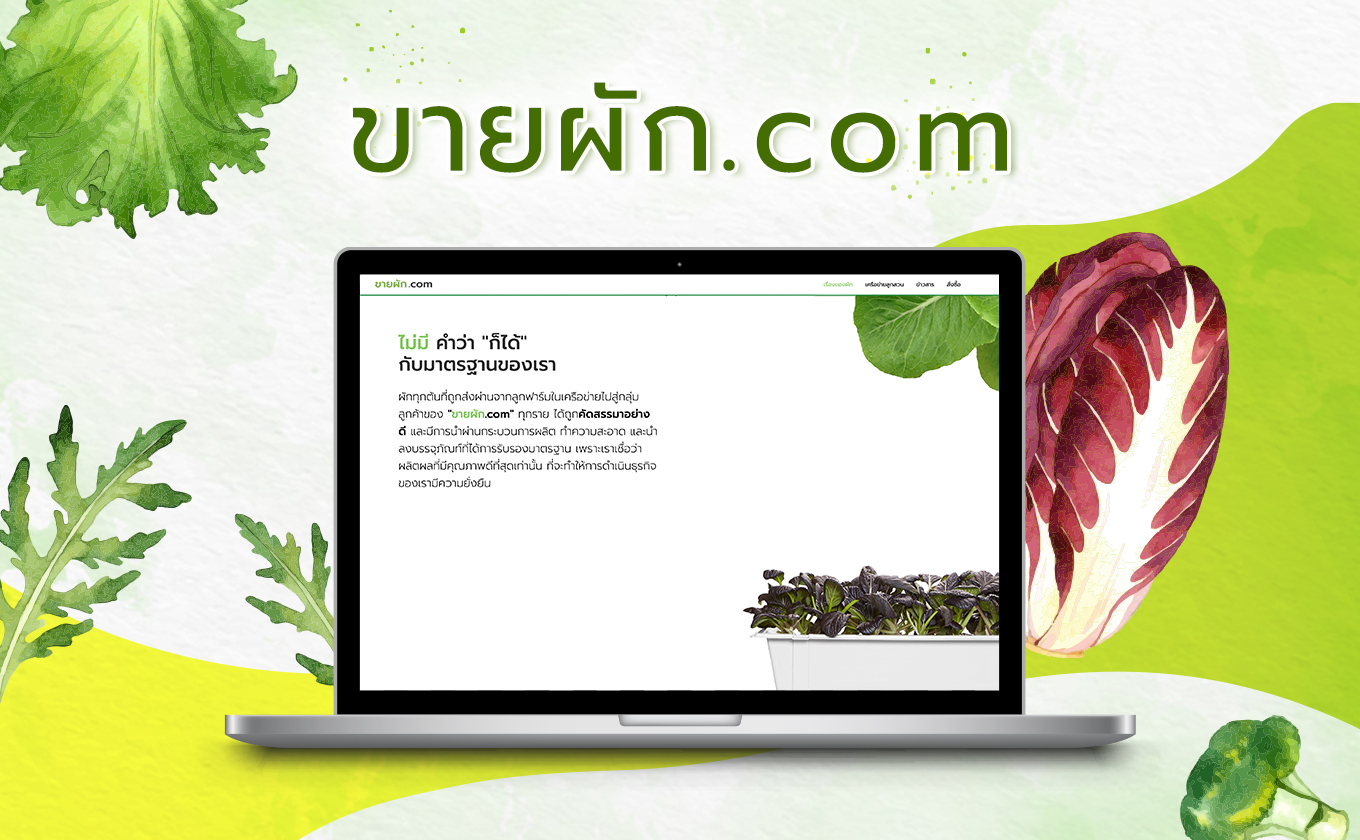 ขายผัก.com
ขายผัก.com
เรื่องของผัก เครือข่ายลูกสวน ข่าวสาร สั่งซื้อ
ไม่มี คำว่า "ก็ได้"
กับมาตรฐานของเรา
ผักทุกต้นที่ถูกส่งผ่านจากลูกฟาร์มในเครือข่ายไปสู่กลุ่ม
ลูกค้าของ "ขายผัก.com" ทุกราย ได้ถูกคัดสรรมาอย่าง
ดี และมีการนำผ่านกระบวนการผลิต ทำความสะอาด และนำ
ลงบรรจุภัณฑ์ที่ได้การรับรองมาตรฐาน เพราะเราเชื่อว่า
ผลิตผลที่มีคุณภาพดีที่สุดเท่านั้น ที่จะทำให้การดำเนินธุรกิจ
ของเรามีความยั่งยืน